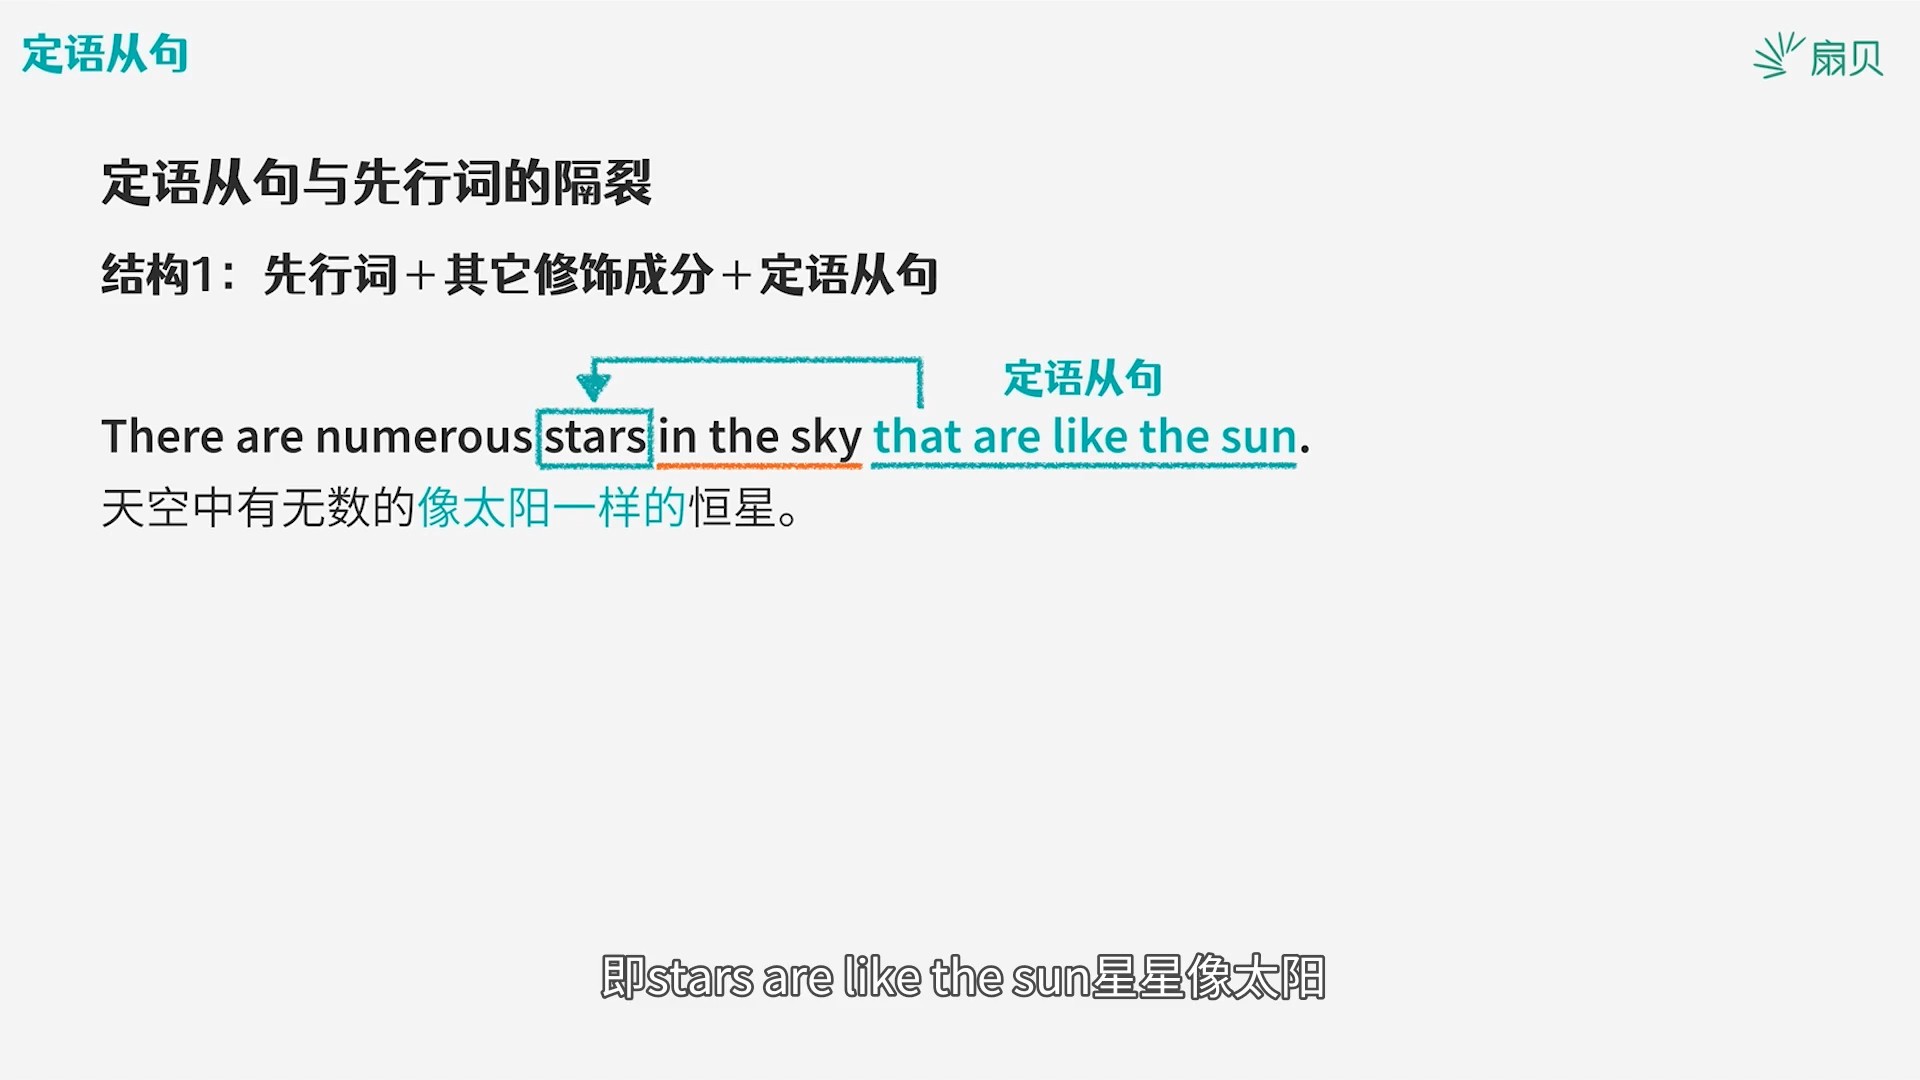 定语从句
扇贝
定语从句与先行词的隔裂
结构1：先行词＋其它修饰成分＋定语从句
定语从句
There are numerous stars in the sky that are like the sun.
天空中有无数的像太阳一样的恒星。
即stars are like the sun星星像太阳